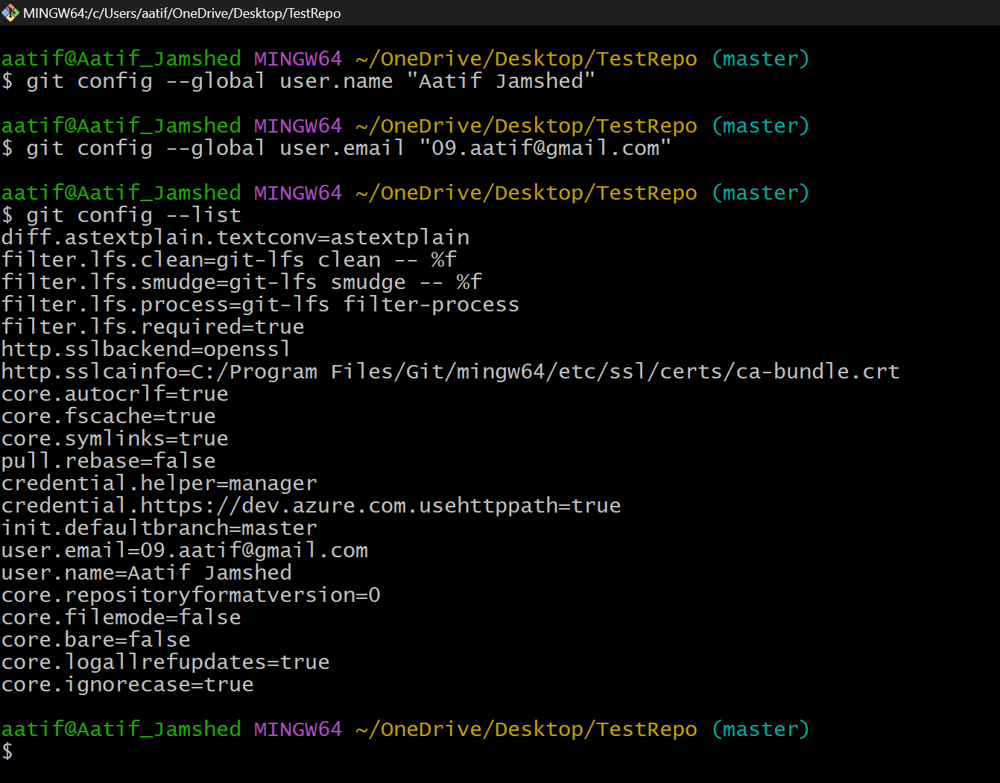 MINGW64:/c/Users/aatif/OneDrive/Desktop/TestRepo
aatif@Aatif_Jamshed MINGW64 ~/OneDrive/Desktop/TestRepo (master)
$ git config --global user.name "Aatif Jamshed"
aatif@Aatif_Jamshed MINGW64 ~/OneDrive/Desktop/TestRepo (master)
$ git config --global user.email "09.aatif@gmail.com"
aatif@Aatif_Jamshed MINGW64 ~/OneDrive/Desktop/TestRepo (master)
$ git config --list
diff.astextplain.textconv=astextplain
filter.lfs.clean=git-lfs clean -- %f
filter.lfs.smudge=git-lfs smudge -- %f
filter.lfs.process=git-lfs filter-process
filter.lfs.required=true
http.sslbackend=openssl
http.sslcainfo=C:/Program Files/Git/mingw64/etc/ssl/certs/ca-bundle.crt
core.autocrlf=true
core.fscache=true
core.symlinks=true
pull.rebase=false
credential.helper=manager
credential.https://dev.azure.com.usehttppath=true
init.defaultbranch=master
user.email=09.aatif@gmail.com
user.name=Aatif Jamshed
core.repositoryformatversion=0
core.filemode=false
core.bare=false
core.logallrefupdates=true
core.ignorecase=true
aatif@Aatif_Jamshed MINGW64 ~/OneDrive/Desktop/TestRepo (master)
$